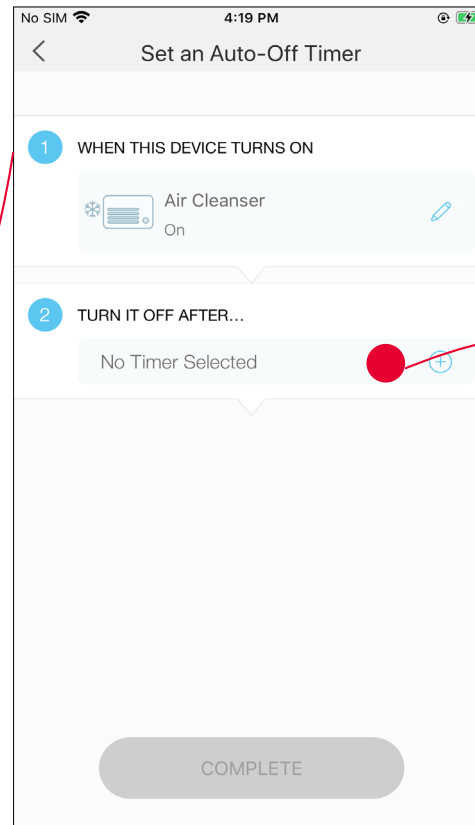 No SIM 4:19 PM
Set an Auto-Off Timer
1 WHEN THIS DEVICE TURNS ON
Air Cleanser
On
2 TURN IT OFF AFTER...
No Timer Selected
COMPLETE